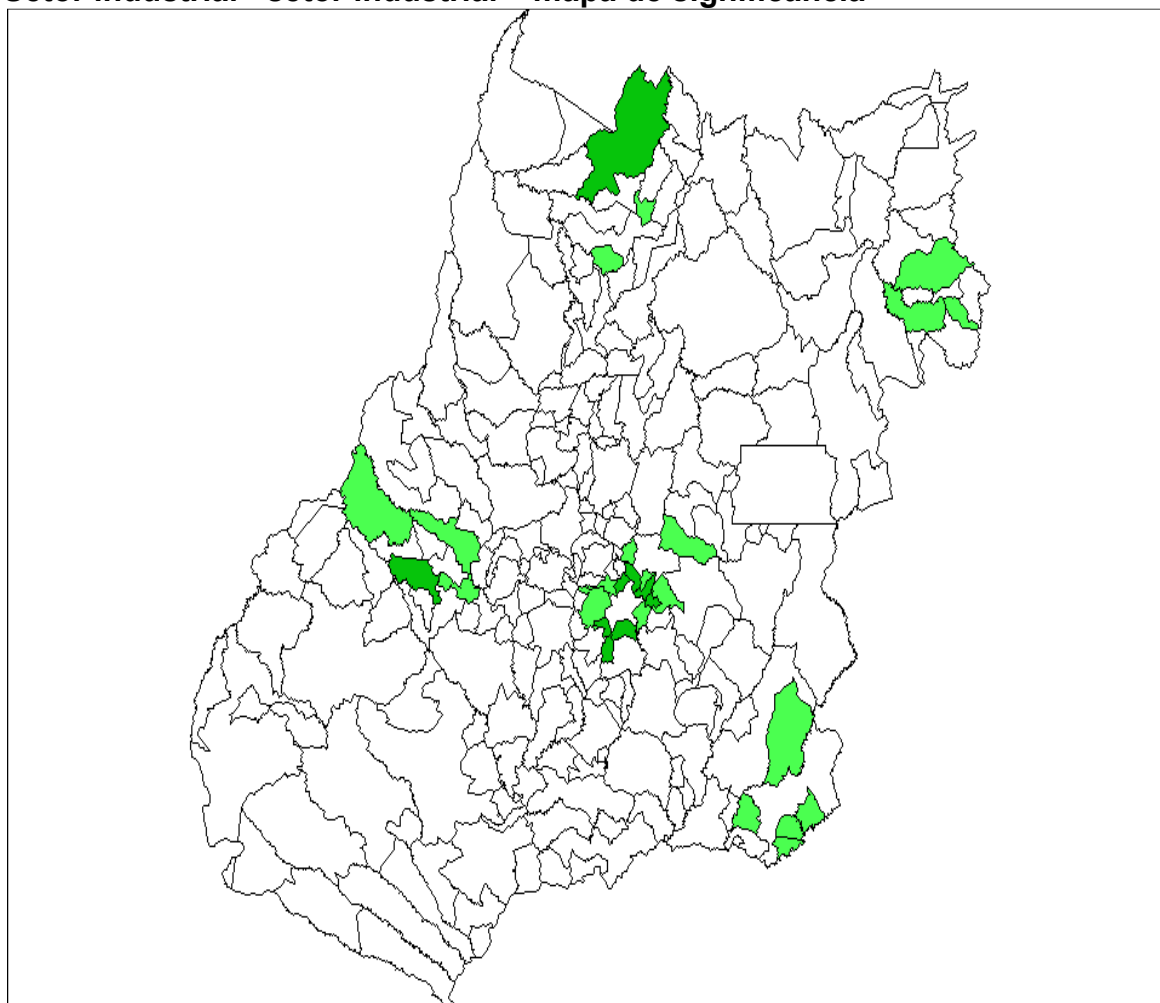 Setor industrial - setor industrial – mapa de significância